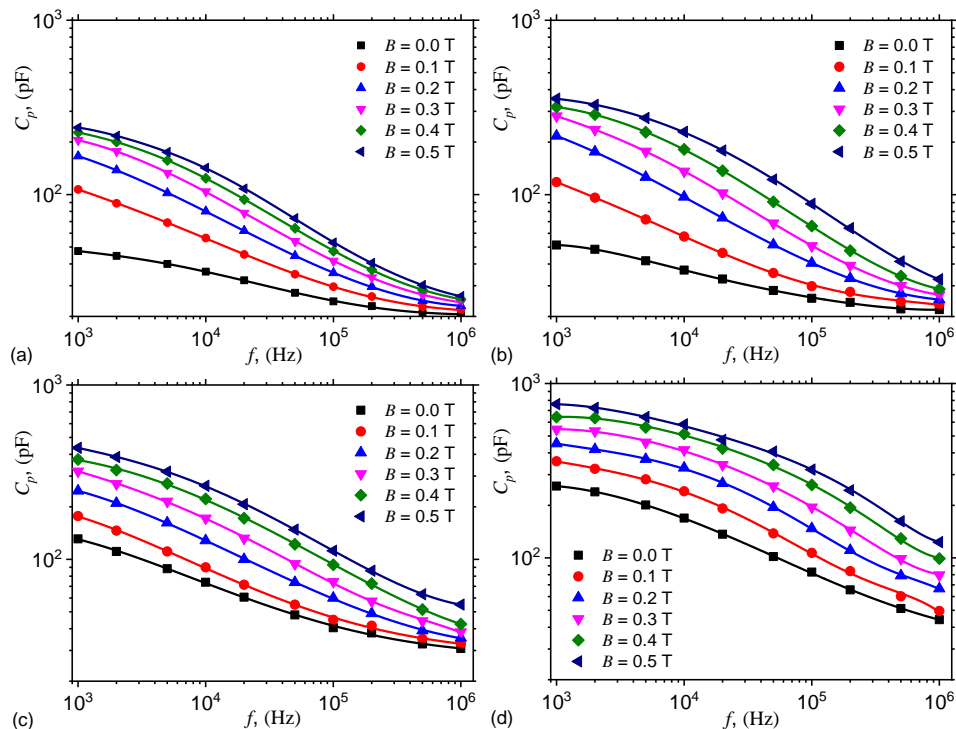 10³
10²
C_p, (pF)
B = 0.0 T
B = 0.1 T
B = 0.2 T
B = 0.3 T
B = 0.4 T
B = 0.5 T
10³ 10⁴ 10⁵ 10⁶
(a) f, (Hz)
10³
10²
C_p, (pF)
B = 0.0 T
B = 0.1 T
B = 0.2 T
B = 0.3 T
B = 0.4 T
B = 0.5 T
10³ 10⁴ 10⁵ 10⁶
(b) f, (Hz)
10³
10²
C_p, (pF)
B = 0.0 T
B = 0.1 T
B = 0.2 T
B = 0.3 T
B = 0.4 T
B = 0.5 T
10³ 10⁴ 10⁵ 10⁶
(c) f, (Hz)
10³
10²
C_p, (pF)
B = 0.0 T
B = 0.1 T
B = 0.2 T
B = 0.3 T
B = 0.4 T
B = 0.5 T
10³ 10⁴ 10⁵ 10⁶
(d) f, (Hz)